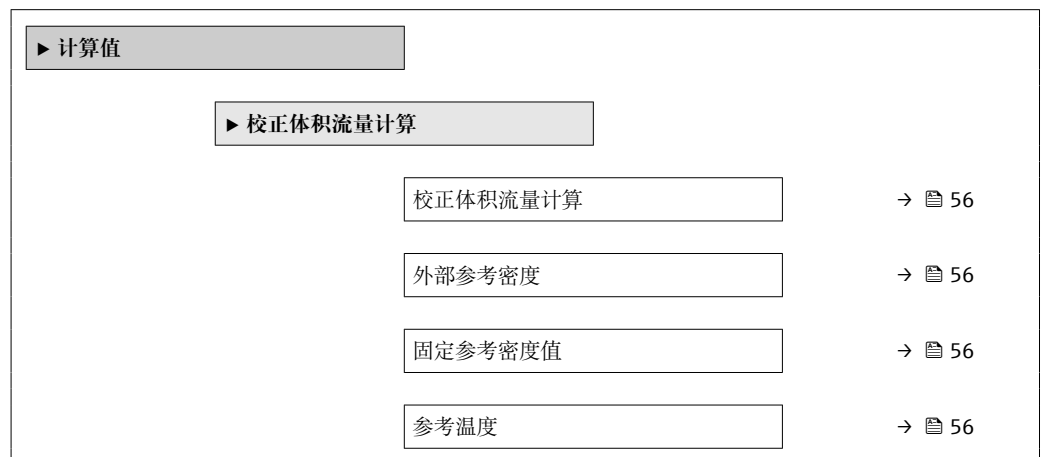 ▶ 计算值
▶ 校正体积流量计算
校正体积流量计算 → 56
外部参考密度 → 56
固定参考密度值 → 56
参考温度 → 56